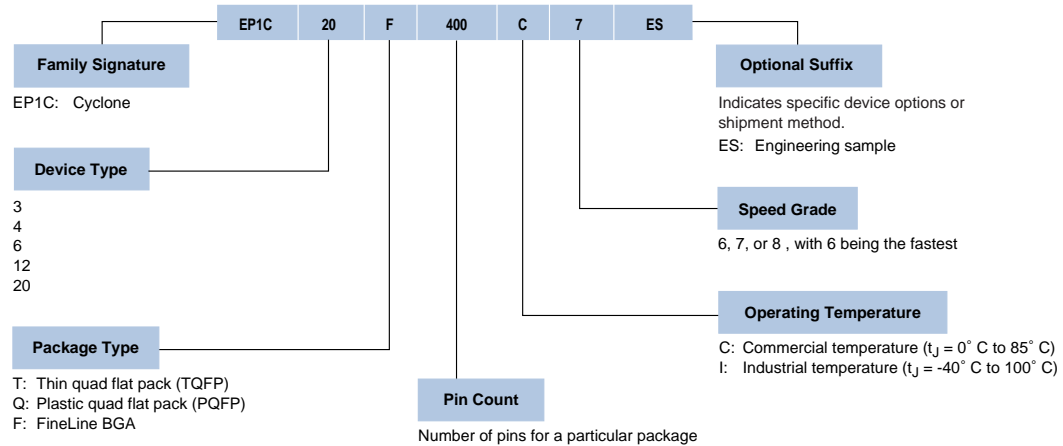 EP1C 20 F 400 C 7 ES
Family Signature
EP1C: Cyclone
Device Type
3
4
6
12
20
Package Type
T: Thin quad flat pack (TQFP)
Q: Plastic quad flat pack (PQFP)
F: FineLine BGA
Pin Count
Number of pins for a particular package
Optional Suffix
Indicates specific device options or
shipment method.
ES: Engineering sample
Speed Grade
6, 7, or 8 , with 6 being the fastest
Operating Temperature
C: Commercial temperature (tJ = 0˚ C to 85˚ C)
I: Industrial temperature (tJ = -40˚ C to 100˚ C)